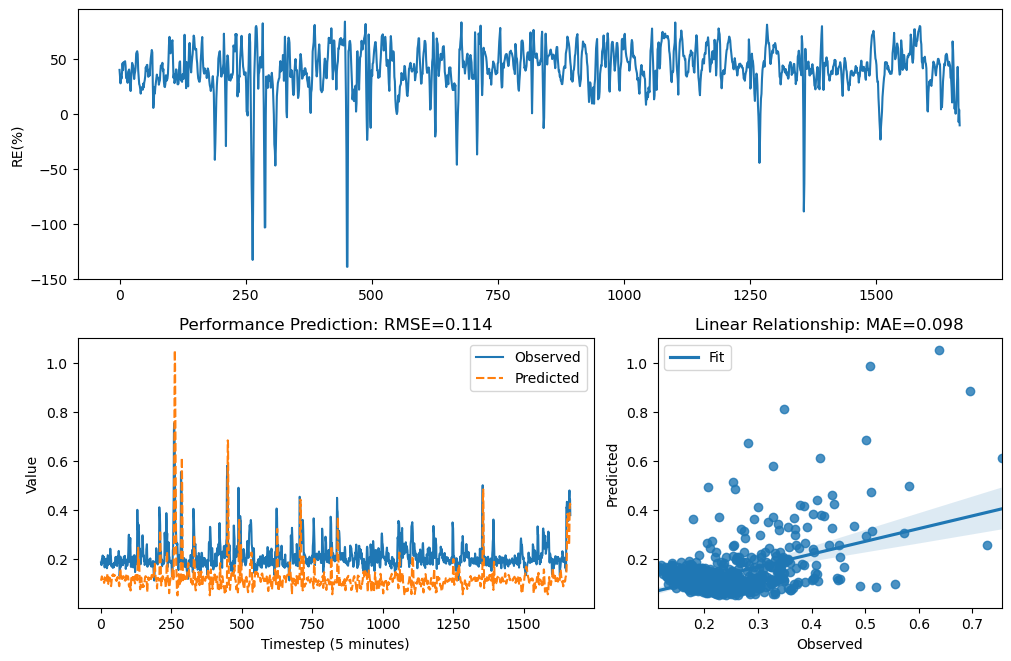 50
0
−50
−100
−150
RE(%)
0 250 500 750 1000 1250 1500
Performance Prediction: RMSE=0.114
1.0
0.8
0.6
0.4
0.2
Value
Observed
Predicted
0 250 500 750 1000 1250 1500
Timestep (5 minutes)
Linear Relationship: MAE=0.098
1.0
0.8
0.6
0.4
0.2
Predicted
Fit
0.2 0.3 0.4 0.5 0.6 0.7
Observed